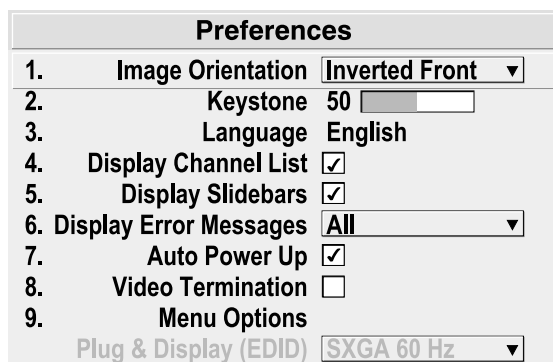 Preferences
1. Image Orientation Inverted Front
2. Keystone 50
3. Language English
4. Display Channel List
5. Display Slidebars
6. Display Error Messages All
7. Auto Power Up
8. Video Termination
9. Menu Options
Plug & Display (EDID) SXGA 60 Hz